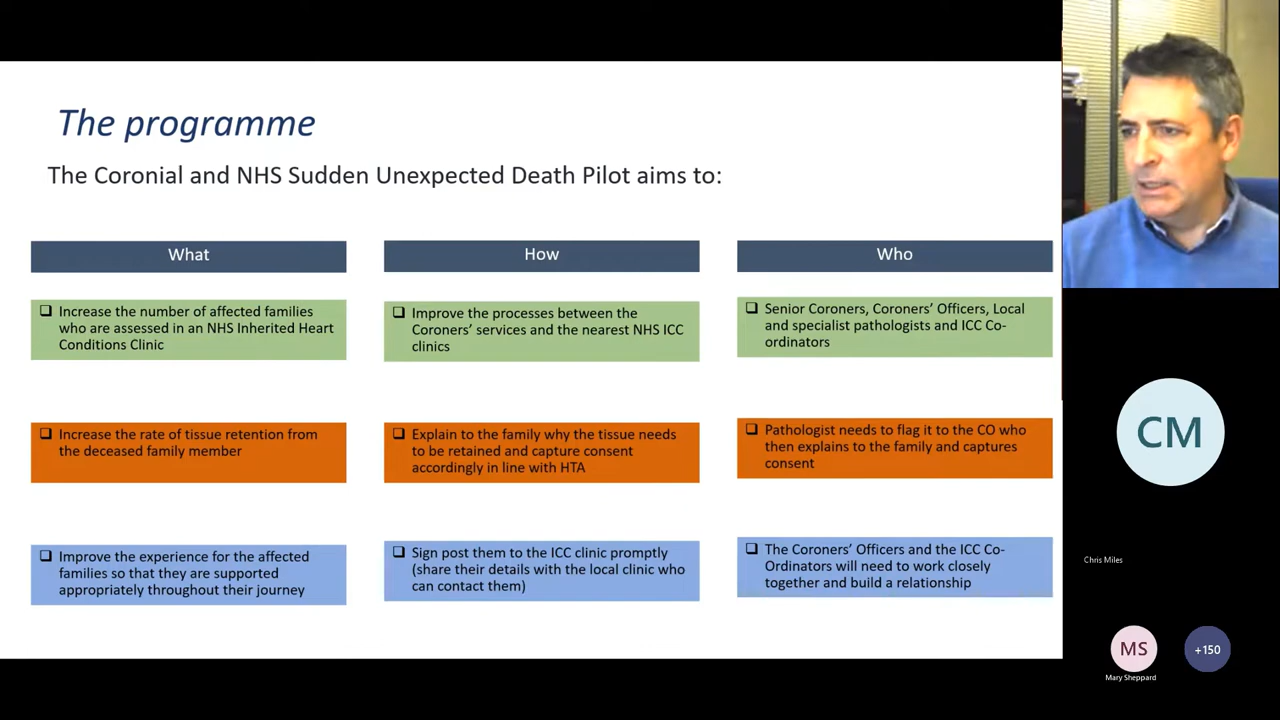 The programme
The Coronial and NHS Sudden Unexpected Death Pilot aims to:
What
How
Who
Increase the number of affected families
who are assessed in an NHS Inherited Heart
Conditions Clinic
Improve the processes between the
Coroners' services and the nearest NHS ICC
clinics
Senior Coroners, Coroners' Officers, Local
and specialist pathologists and ICC Co-
ordinators
Increase the rate of tissue retention from
the deceased family member
Explain to the family why the tissue needs
to be retained and capture consent
accordingly in line with HTA
Pathologist needs to flag it to the CO who
then explains to the family and captures
consent
Improve the experience for the affected
families so that they are supported
appropriately throughout their journey
Sign post them to the ICC clinic promptly
(share their details with the local clinic who
can contact them)
The Coroners' Officers and the ICC Co-
Ordinators will need to work closely
together and build a relationship
CM
Chris Miles
MS
+150
Mary Sheppard